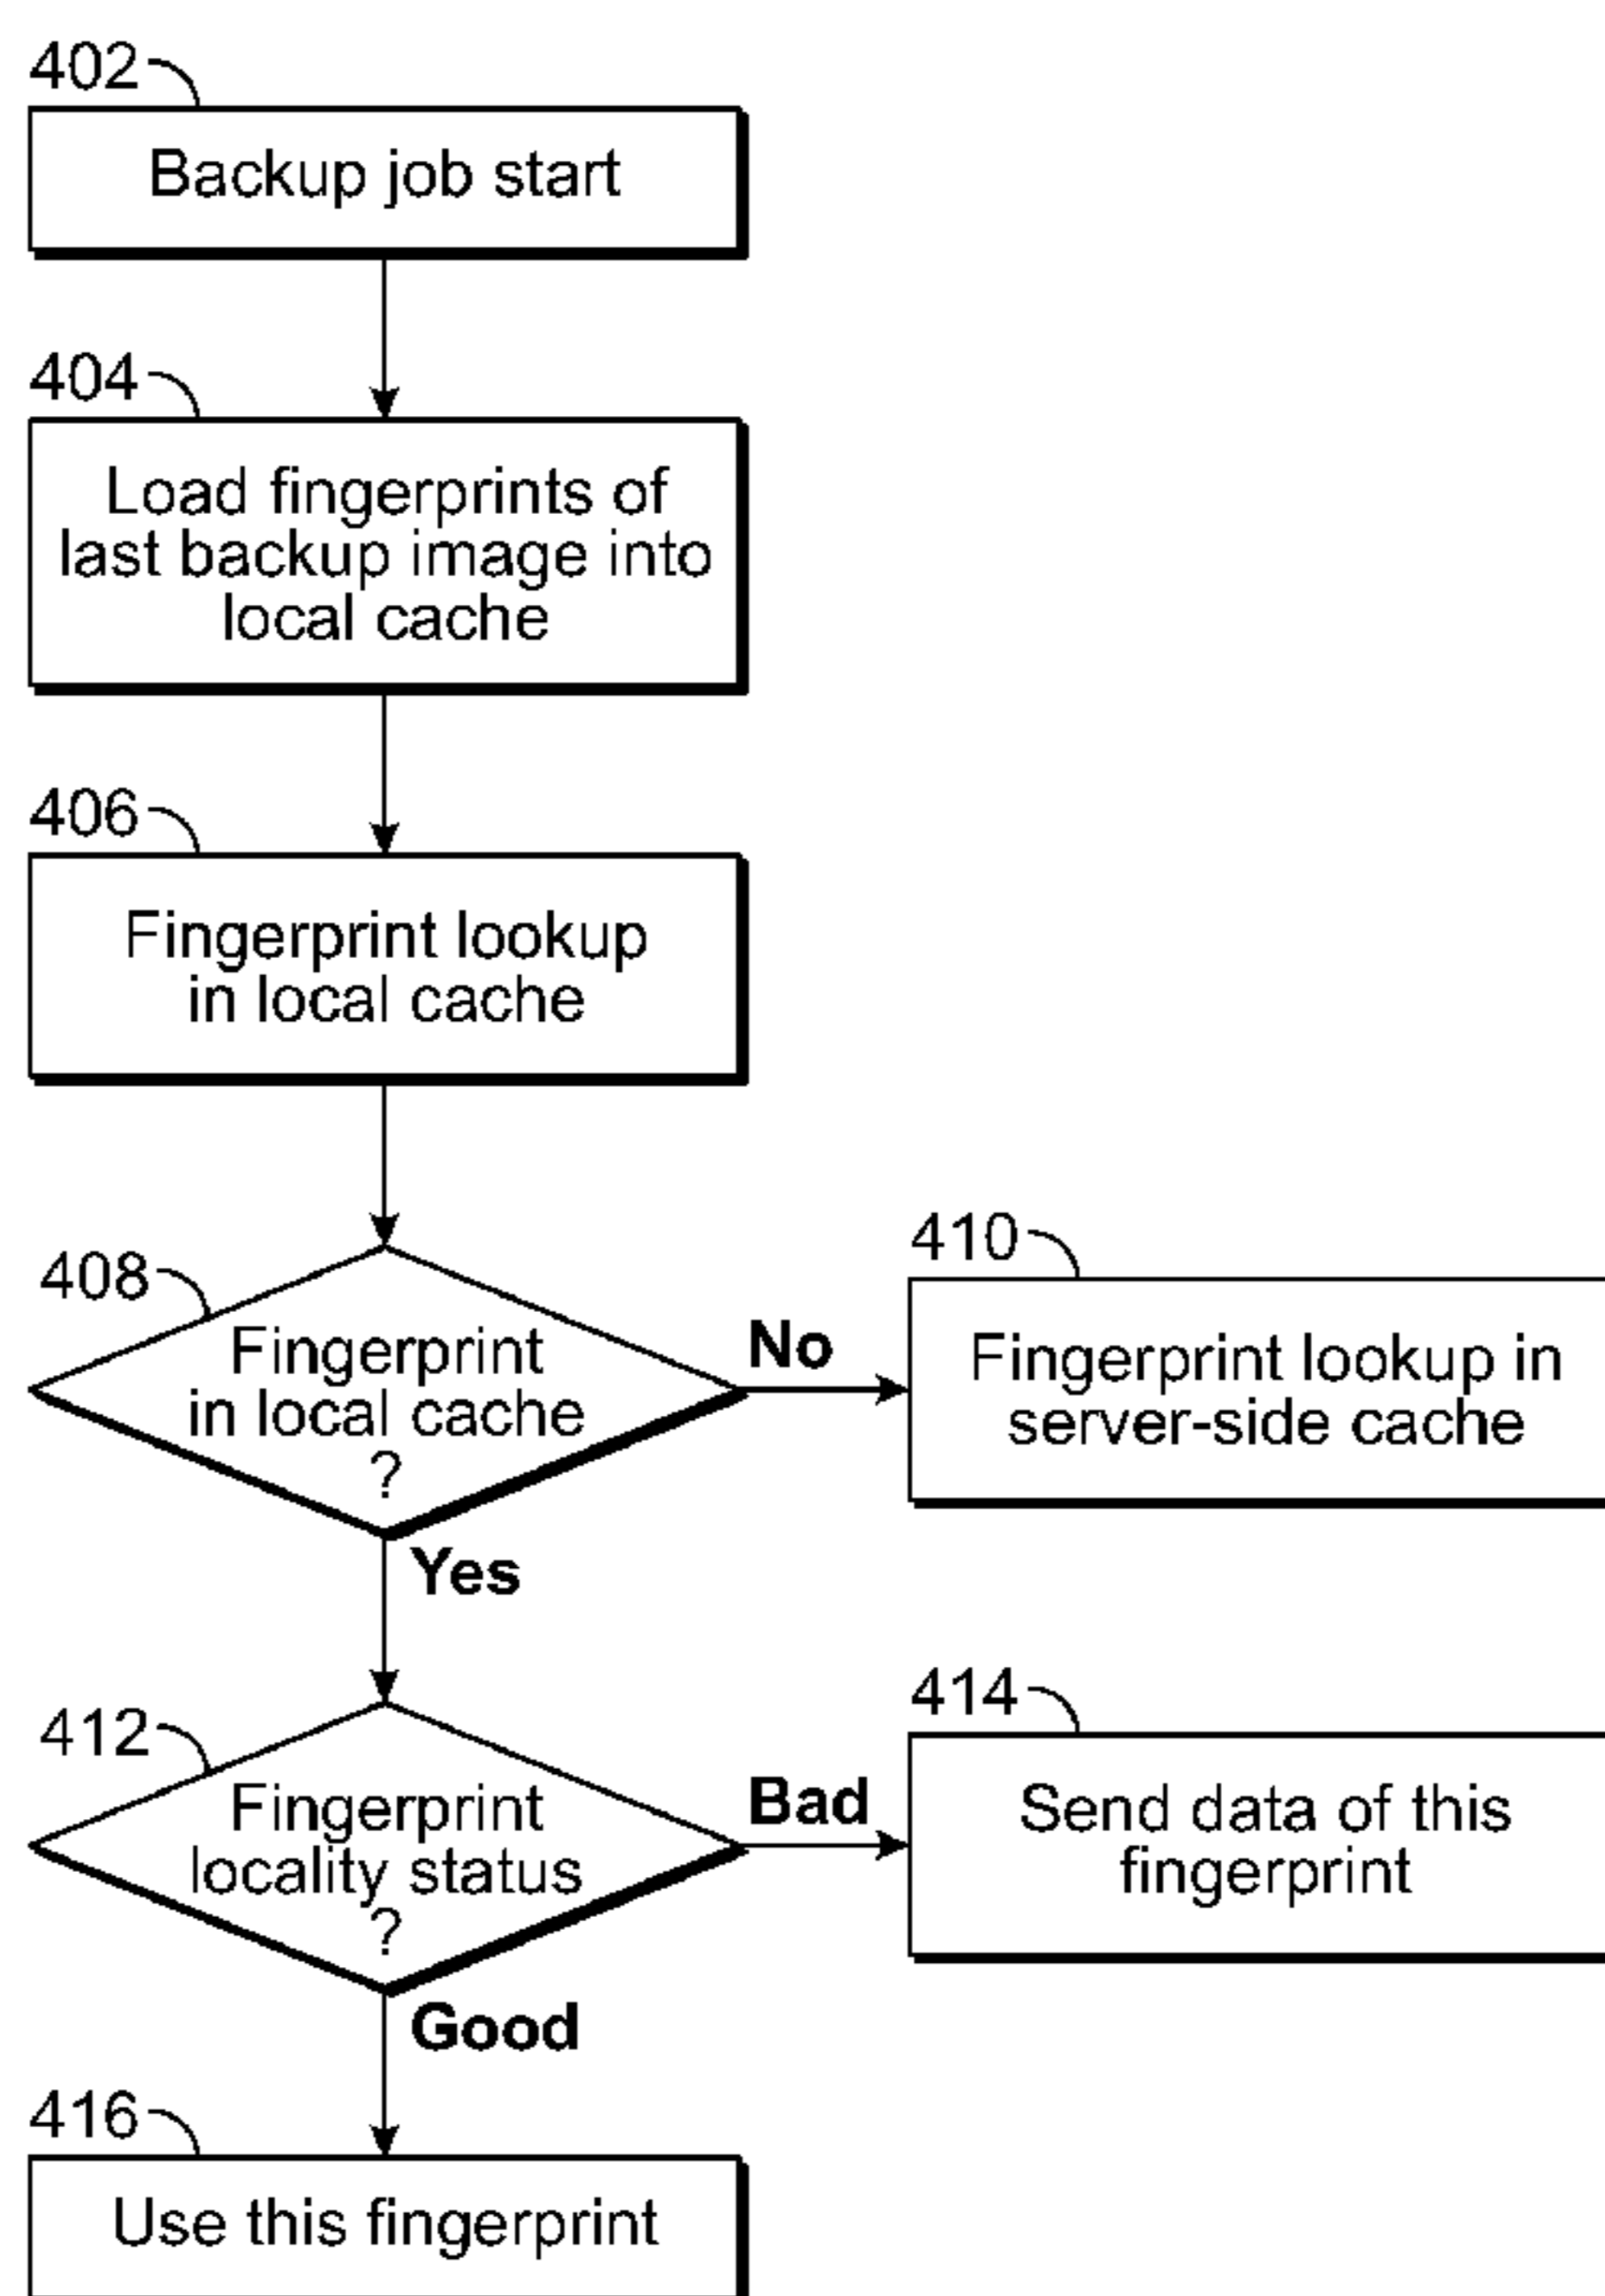 402
Backup job start
404
Load fingerprints of
last backup image into
local cache
406
Fingerprint lookup
in local cache
408
Fingerprint
in local cache
?
No
410
Fingerprint lookup in
server-side cache
Yes
412
Fingerprint
locality status
?
Bad
414
Send data of this
fingerprint
Good
416
Use this fingerprint